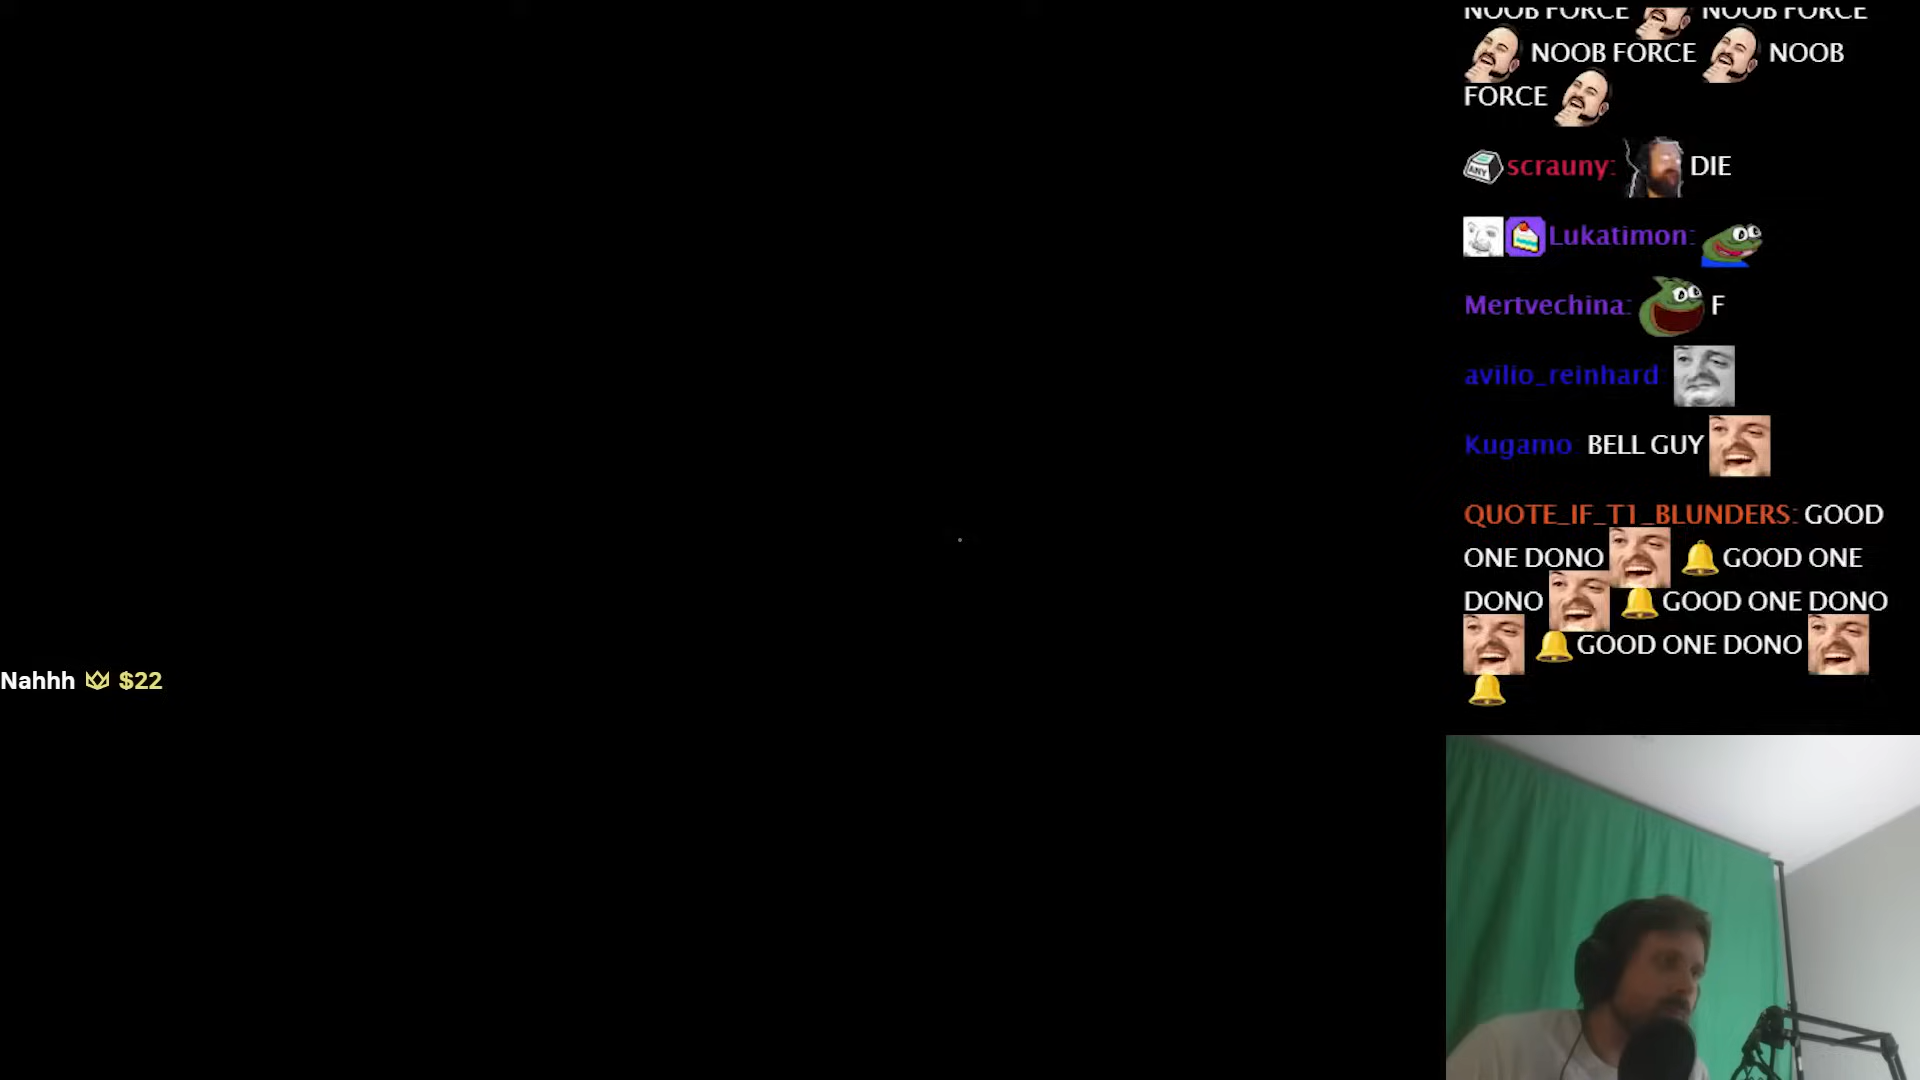 NOOB FORCE NOOB FORCE
NOOB FORCE NOOB
FORCE
ANY scrauny: DIE
Lukatimon:
Mertvechina: F
avilio_reinhard
Kugamo BELL GUY
QUOTE_IF_T1_BLUNDERS: GOOD
ONE DONO GOOD ONE
DONO GOOD ONE DONO
GOOD ONE DONO
Nahhh $22